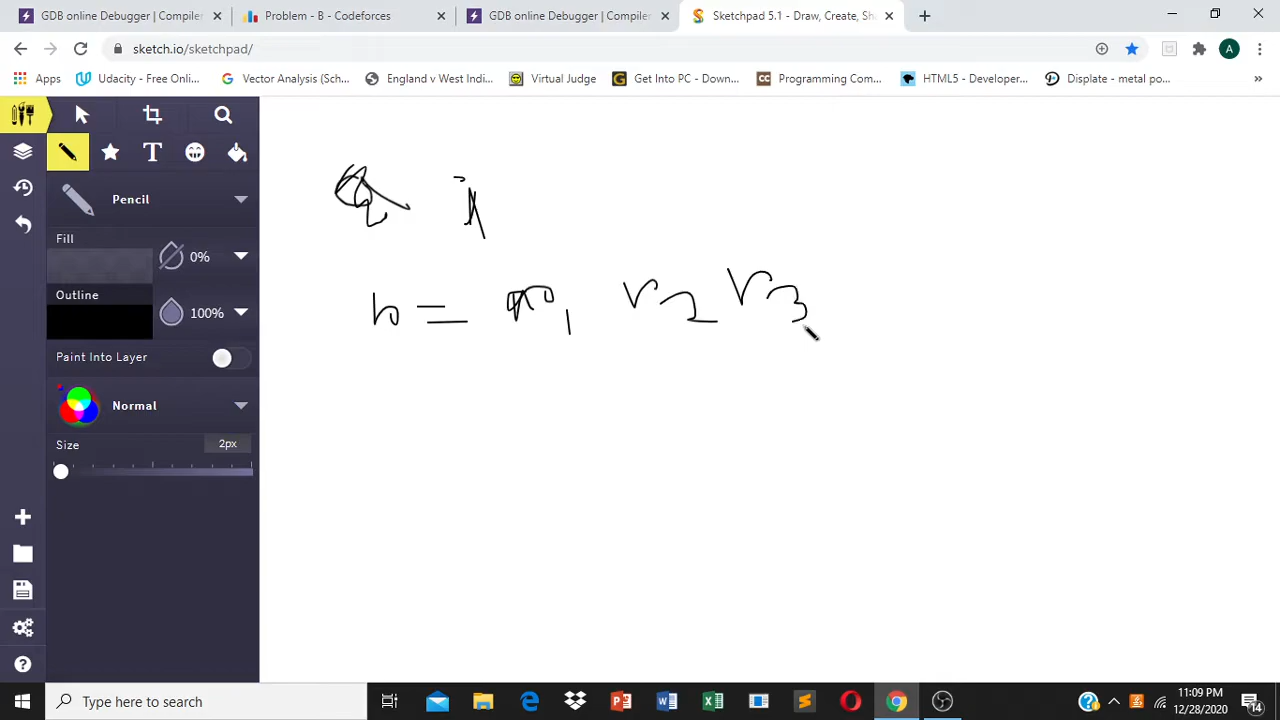 GDB online Debugger | Compiler
Problem - B - Codeforces
GDB online Debugger | Compiler
Sketchpad 5.1 - Draw, Create, Sh
sketch.io/sketchpad/
A
Apps Udacity - Free Onli... Vector Analysis (Sch... England v West Indi... Virtual Judge Get Into PC - Down... Programming Com... HTML5 - Developer... Displate - metal po... »
Pencil
Fill
0%
Outline
100%
Paint Into Layer
Normal
Size
2px
r2 r3
Type here to search
11:09 PM
12/28/2020
14